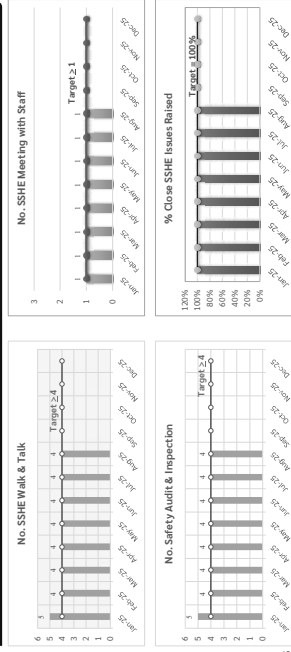 No. SSHE Walk & Talk
Target ≥ 4
6
5
4
3
2
1
0
5
4
4
4
4
4
4
4
Jan-25
Feb-25
Mar-25
Apr-25
May-25
Jun-25
Jul-25
Aug-25
Sep-25
Oct-25
Nov-25
Dec-25
No. SSHE Meeting with Staff
Target ≥ 1
3
2
1
0
1
1
1
1
1
1
1
1
Jan-25
Feb-25
Mar-25
Apr-25
May-25
Jun-25
Jul-25
Aug-25
Sep-25
Oct-25
Nov-25
Dec-25
No. Safety Audit & Inspection
Target ≥ 4
6
5
4
3
2
1
0
5
4
4
4
4
4
4
4
Jan-25
Feb-25
Mar-25
Apr-25
May-25
Jun-25
Jul-25
Aug-25
Sep-25
Oct-25
Nov-25
Dec-25
% Close SSHE Issues Raised
Target = 100%
120%
100%
80%
60%
40%
20%
0%
Jan-25
Feb-25
Mar-25
Apr-25
May-25
Jun-25
Jul-25
Aug-25
Sep-25
Oct-25
Nov-25
Dec-25